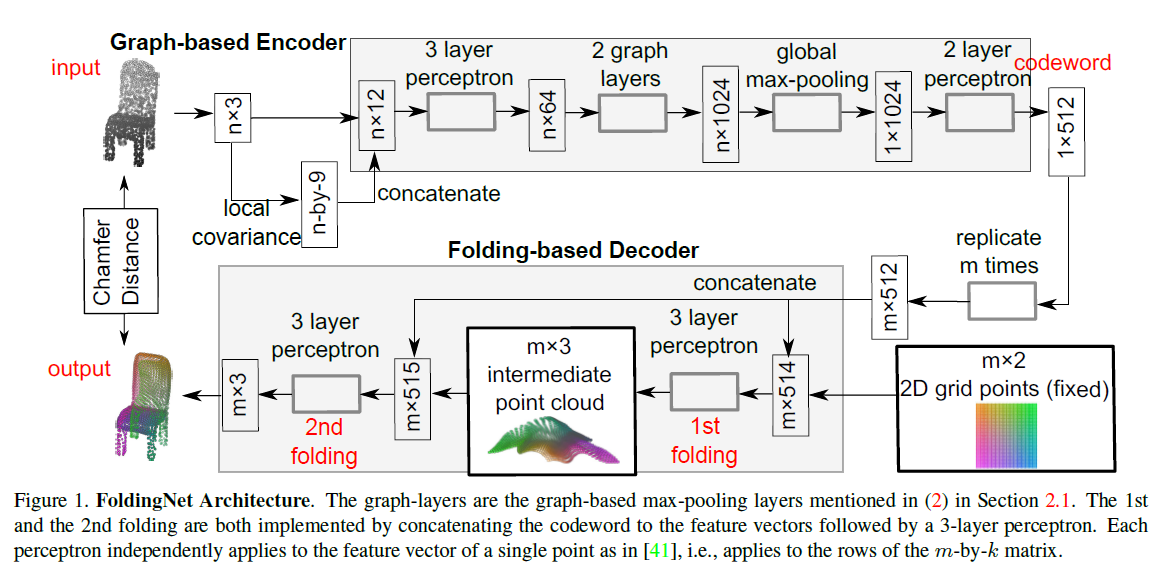 Graph-based Encoder
input
n×3
local
covariance
n-by-9
concatenate
n×12
3 layer
perceptron
n×64
2 graph
layers
n×1024
global
max-pooling
1×1024
2 layer
perceptron
codeword
1×512
replicate
m times
m×512
Chamfer
Distance
Folding-based Decoder
concatenate
m×2
2D grid points (fixed)
m×514
3 layer
perceptron
1st
folding
m×3
intermediate
point cloud
m×515
3 layer
perceptron
2nd
folding
m×3
output
Figure 1. FoldingNet Architecture. The graph-layers are the graph-based max-pooling layers mentioned in (2) in Section 2.1. The 1st
and the 2nd folding are both implemented by concatenating the codeword to the feature vectors followed by a 3-layer perceptron. Each
perceptron independently applies to the feature vector of a single point as in [41], i.e., applies to the rows of the m-by-k matrix.